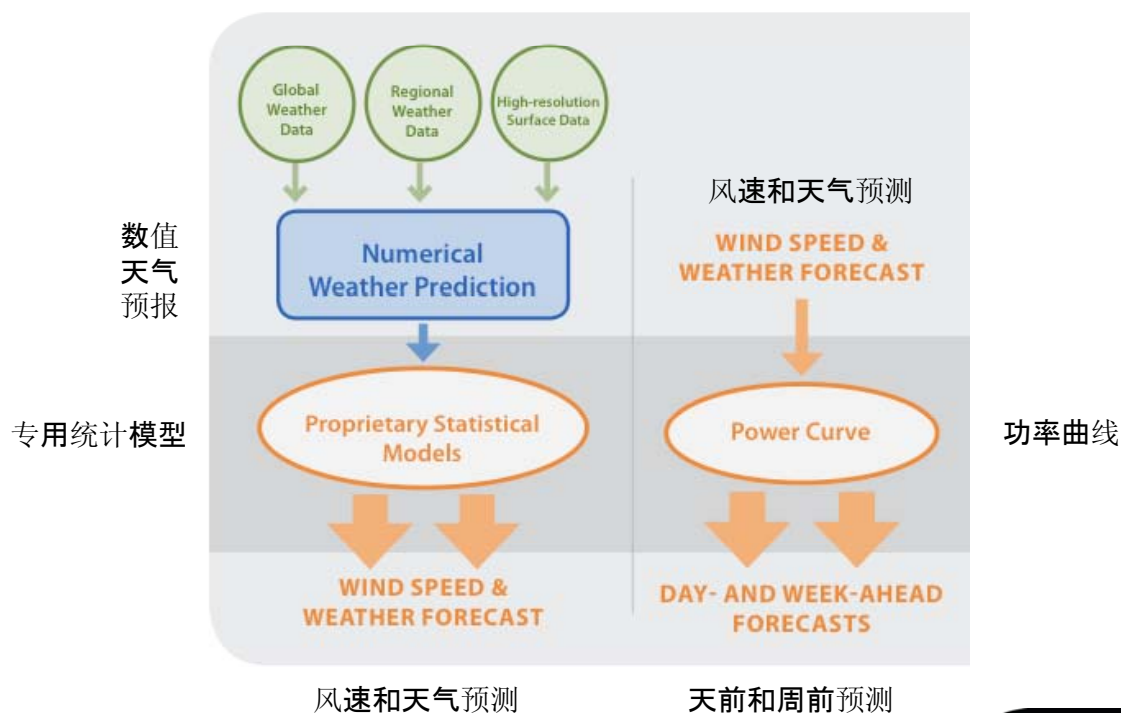 Global
Weather
Data
Regional
Weather
Data
High-resolution
Surface Data
数值
天气
预报
Numerical
Weather Prediction
专用统计模型
Proprietary Statistical
Models
WIND SPEED &
WEATHER FORECAST
风速和天气预测
风速和天气预测
WIND SPEED &
WEATHER FORECAST
Power Curve
功率曲线
DAY- AND WEEK-AHEAD
FORECASTS
天前和周前预测